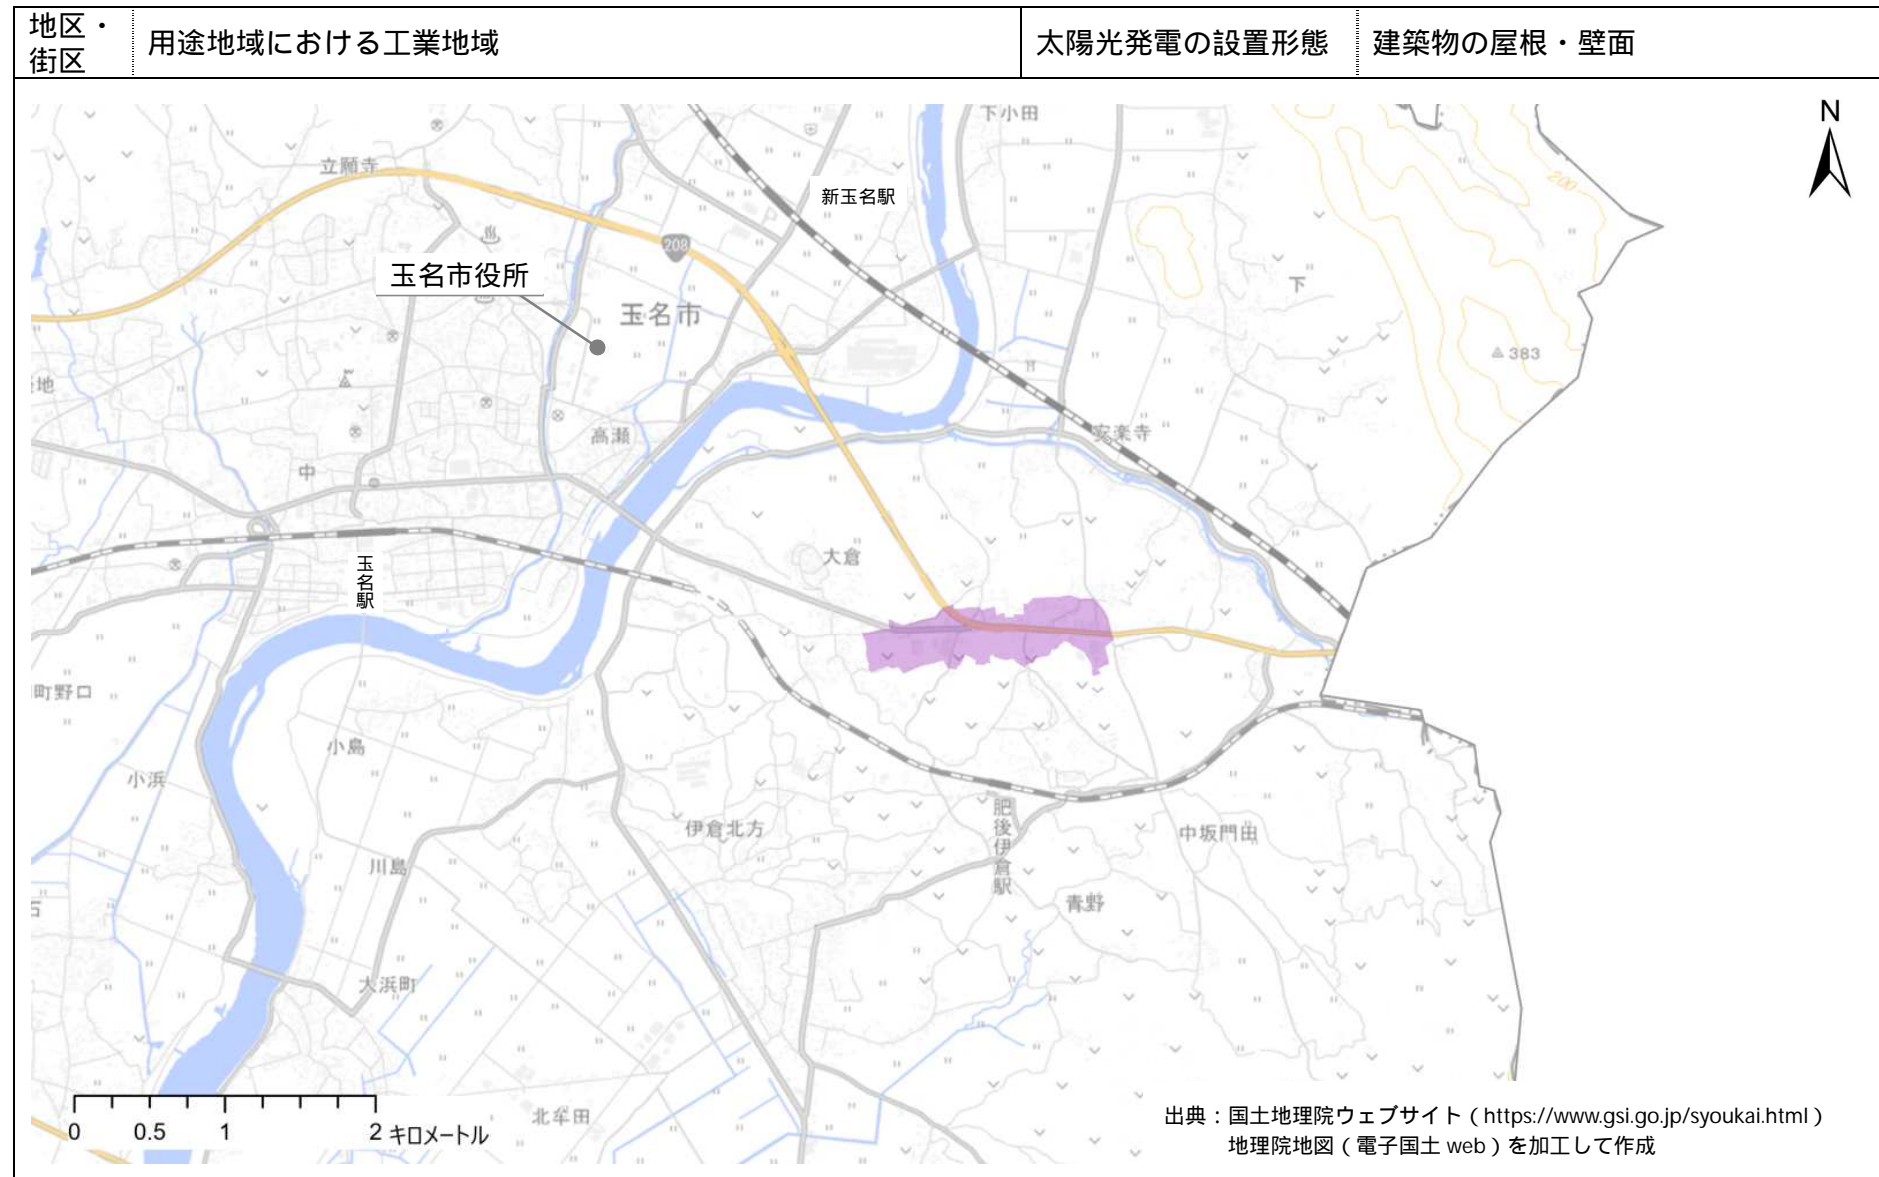 地区・
街区
用途地域における工業地域
太陽光発電の設置形態
建築物の屋根・壁面
N
下小田
立願寺
200
新玉名駅
208
玉名市役所
玉名市
下
383
地
高瀬
安楽寺
中
大倉
玉名駅
町野口
小島
小浜
肥後伊倉駅
伊倉北方
中坂門田
川島
青野
大浜町
北牟田
0 0.5 1 2 キロメートル
出典：国土地理院ウェブサイト（https://www.gsi.go.jp/syoukai.html）
地理院地図（電子国土 web）を加工して作成